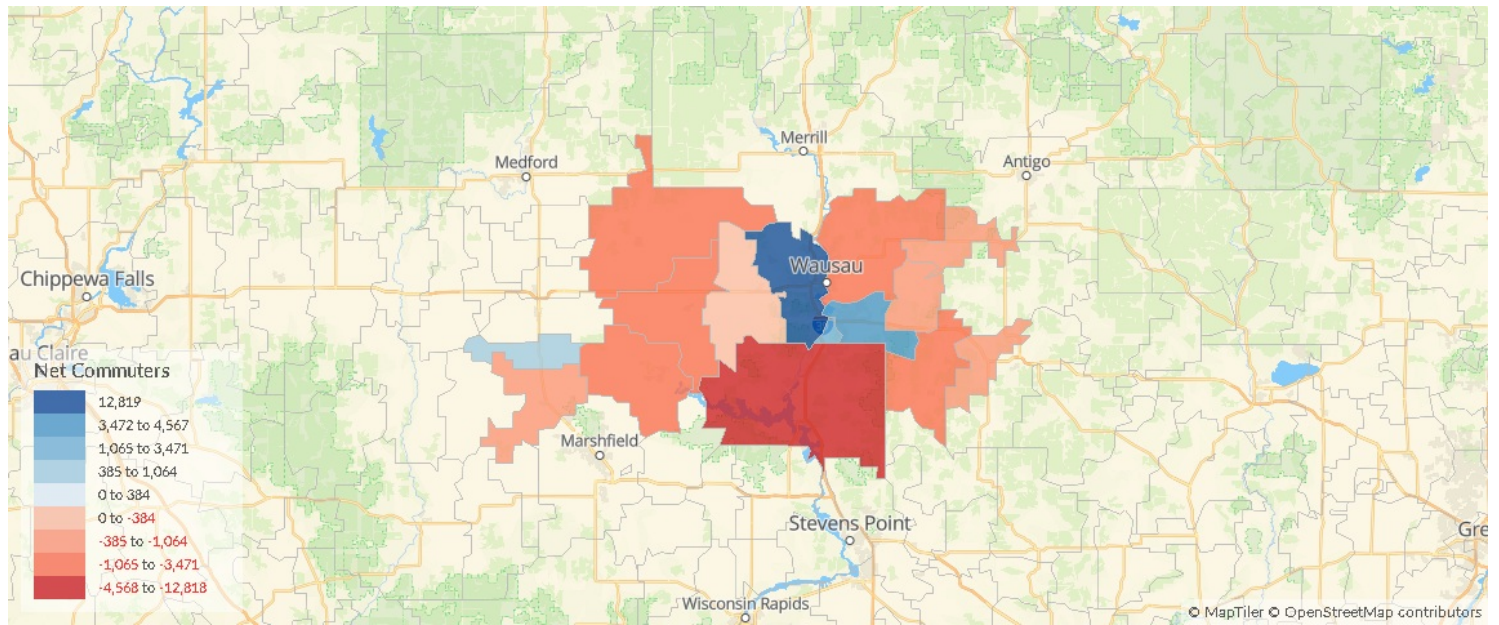 Merrill
Medford
Antigo
Wausau
Chippewa Falls
au Claire
Net Commuters
12,819
3,472 to 4,567
1,065 to 3,471
385 to 1,064
0 to 384
0 to -384
-385 to -1,064
-1,065 to -3,471
-4,568 to -12,818
Marshfield
Stevens Point
Gre
Wisconsin Rapids
© MapTiler © OpenStreetMap contributors